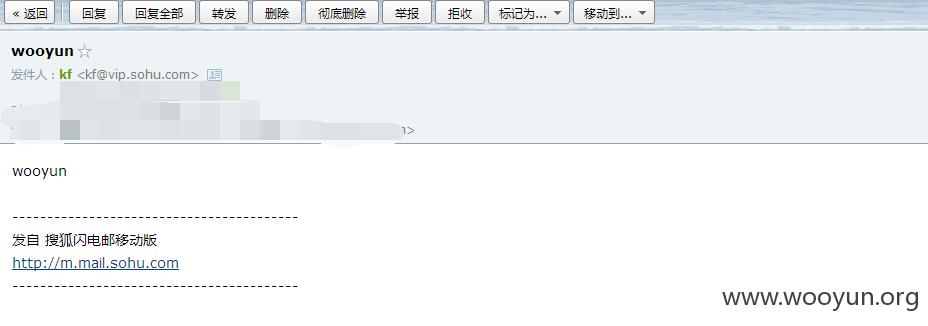 « 返回 回复 回复全部 转发 删除 彻底删除 举报 拒收 标记为... 移动到...
wooyun
发件人：kf <kf@vip.sohu.com>
wooyun
-----------------------------------------
发自 搜狐闪电邮移动版
http://m.mail.sohu.com
-----------------------------------------
www.wooyun.org